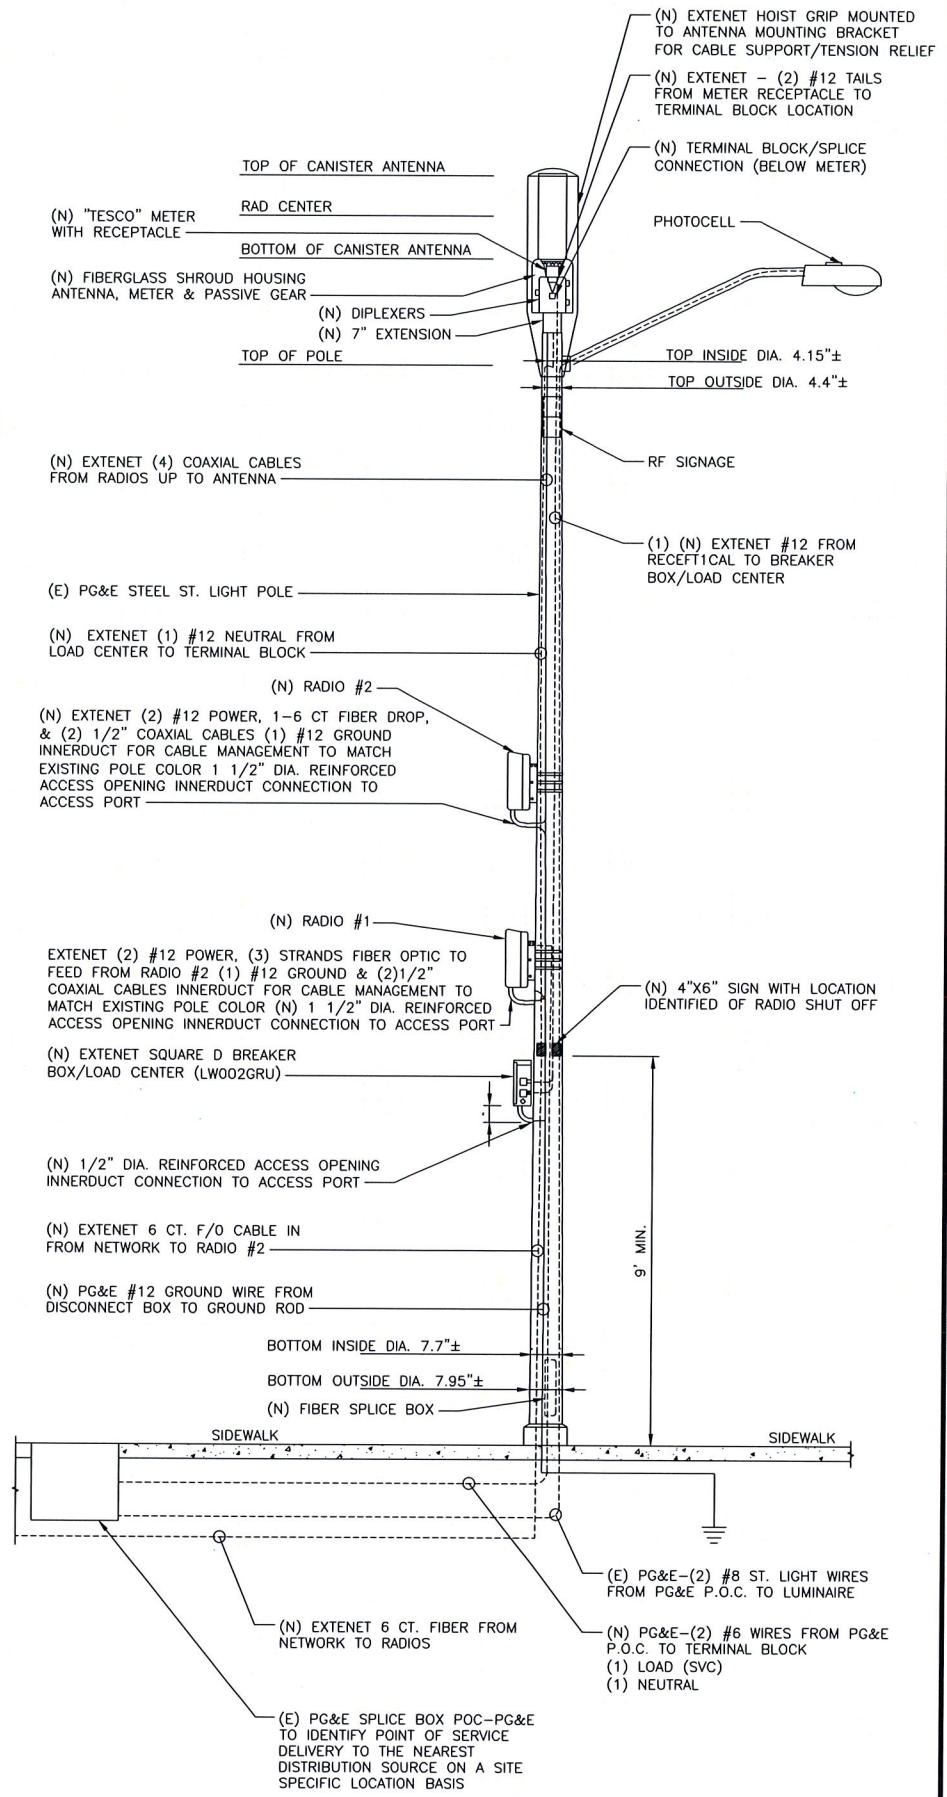 (N) EXTENET HOIST GRIP MOUNTED
TO ANTENNA MOUNTING BRACKET
FOR CABLE SUPPORT/TENSION RELIEF
(N) EXTENET – (2) #12 TAILS
FROM METER RECEPTACLE TO
TERMINAL BLOCK LOCATION
(N) TERMINAL BLOCK/SPLICE
CONNECTION (BELOW METER)
TOP OF CANISTER ANTENNA
RAD CENTER
(N) "TESCO" METER
WITH RECEPTACLE
PHOTOCELL
BOTTOM OF CANISTER ANTENNA
(N) FIBERGLASS SHROUD HOUSING
ANTENNA, METER & PASSIVE GEAR
(N) DIPLEXERS
(N) 7" EXTENSION
TOP OF POLE
TOP INSIDE DIA. 4.15"±
TOP OUTSIDE DIA. 4.4"±
(N) EXTENET (4) COAXIAL CABLES
FROM RADIOS UP TO ANTENNA
RF SIGNAGE
(1) (N) EXTENET #12 FROM
RECEFT1CAL TO BREAKER
BOX/LOAD CENTER
(E) PG&E STEEL ST. LIGHT POLE
(N) EXTENET (1) #12 NEUTRAL FROM
LOAD CENTER TO TERMINAL BLOCK
(N) RADIO #2
(N) EXTENET (2) #12 POWER, 1–6 CT FIBER DROP,
& (2) 1/2" COAXIAL CABLES (1) #12 GROUND
INNERDUCT FOR CABLE MANAGEMENT TO MATCH
EXISTING POLE COLOR 1 1/2" DIA. REINFORCED
ACCESS OPENING INNERDUCT CONNECTION TO
ACCESS PORT
(N) RADIO #1
EXTENET (2) #12 POWER, (3) STRANDS FIBER OPTIC TO
FEED FROM RADIO #2 (1) #12 GROUND & (2)1/2"
COAXIAL CABLES INNERDUCT FOR CABLE MANAGEMENT TO
MATCH EXISTING POLE COLOR (N) 1 1/2" DIA. REINFORCED
ACCESS OPENING INNERDUCT CONNECTION TO ACCESS PORT
(N) 4"X6" SIGN WITH LOCATION
IDENTIFIED OF RADIO SHUT OFF
(N) EXTENET SQUARE D BREAKER
BOX/LOAD CENTER (LW002GRU)
(N) 1/2" DIA. REINFORCED ACCESS OPENING
INNERDUCT CONNECTION TO ACCESS PORT
(N) EXTENET 6 CT. F/O CABLE IN
FROM NETWORK TO RADIO #2
9' MIN.
(N) PG&E #12 GROUND WIRE FROM
DISCONNECT BOX TO GROUND ROD
BOTTOM INSIDE DIA. 7.7"±
BOTTOM OUTSIDE DIA. 7.95"±
(N) FIBER SPLICE BOX
SIDEWALK
SIDEWALK
(E) PG&E–(2) #8 ST. LIGHT WIRES
FROM PG&E P.O.C. TO LUMINAIRE
(N) EXTENET 6 CT. FIBER FROM
NETWORK TO RADIOS
(N) PG&E–(2) #6 WIRES FROM PG&E
P.O.C. TO TERMINAL BLOCK
(1) LOAD (SVC)
(1) NEUTRAL
(E) PG&E SPLICE BOX POC–PG&E
TO IDENTIFY POINT OF SERVICE
DELIVERY TO THE NEAREST
DISTRIBUTION SOURCE ON A SITE
SPECIFIC LOCATION BASIS